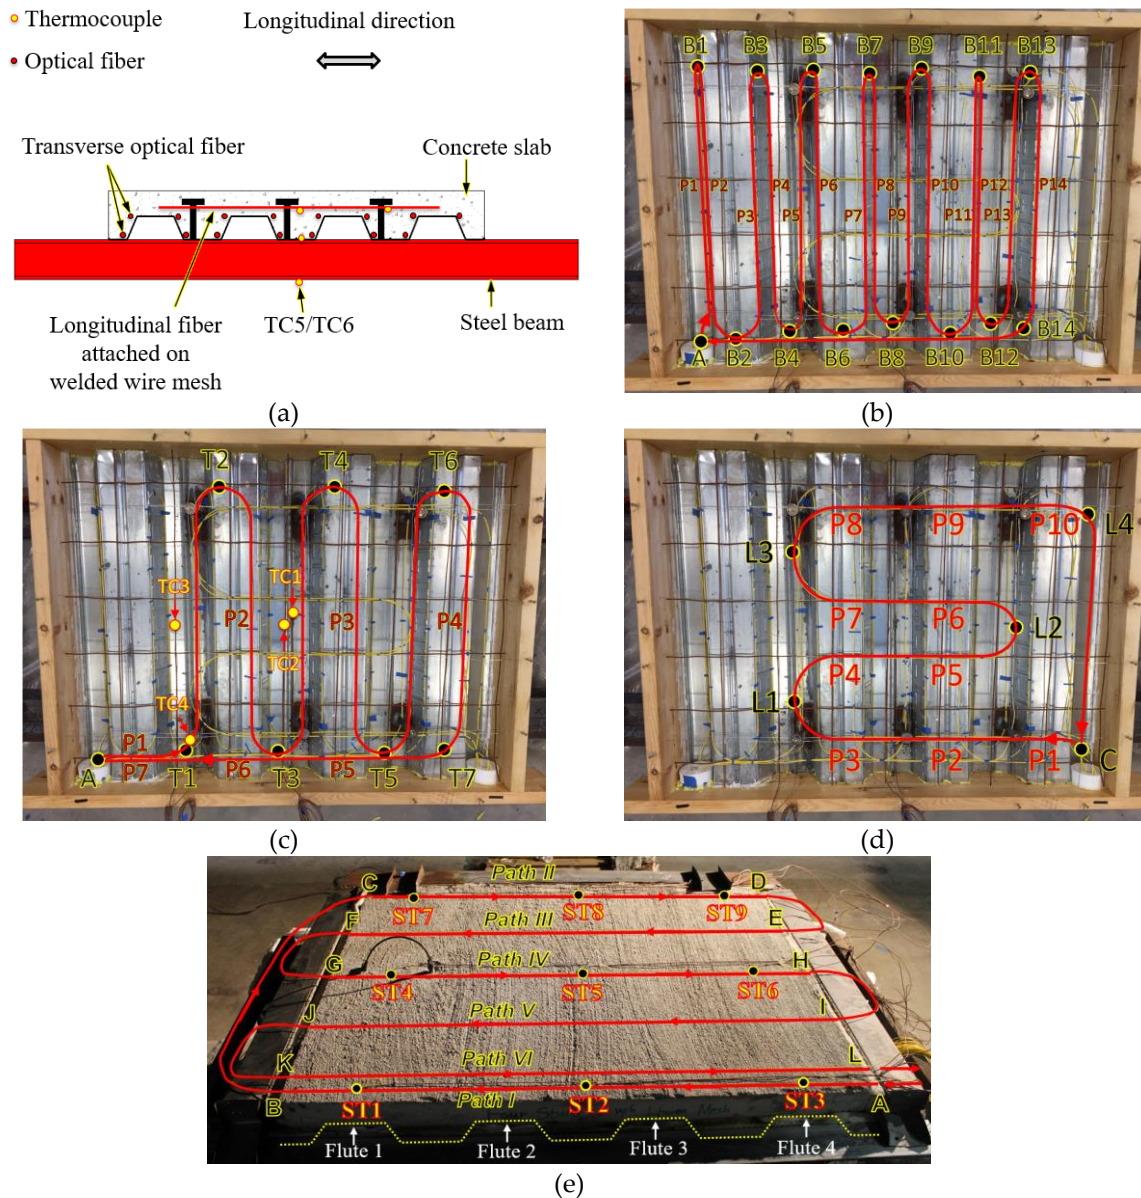 Thermocouple
Optical fiber
Longitudinal direction
Transverse optical fiber
Concrete slab
Longitudinal fiber
attached on
welded wire mesh
TC5/TC6
Steel beam
(a)
B1 B3 B5 B7 B9 B11 B13
P1 P2 P4 P6 P8 P10 P12 P14
P3 P5 P7 P9 P11 P13
A B2 B4 B6 B8 B10 B12 B14
(b)
T2 T4 T6
TC3 TC1
P2 P3 P4
TC2
TC4
P1
P7 P6 P5
A T1 T3 T5 T7
(c)
P8 P9 P10 L4
L3
P7 P6 L2
P4 P5
L1
P3 P2 P1 C
(d)
C Path II D
ST7 ST8 ST9
F Path III E
G Path IV H
ST4 ST5 ST6
J Path V I
K Path VI L
B ST1 Path I ST2 ST3 A
Flute 1 Flute 2 Flute 3 Flute 4
(e)